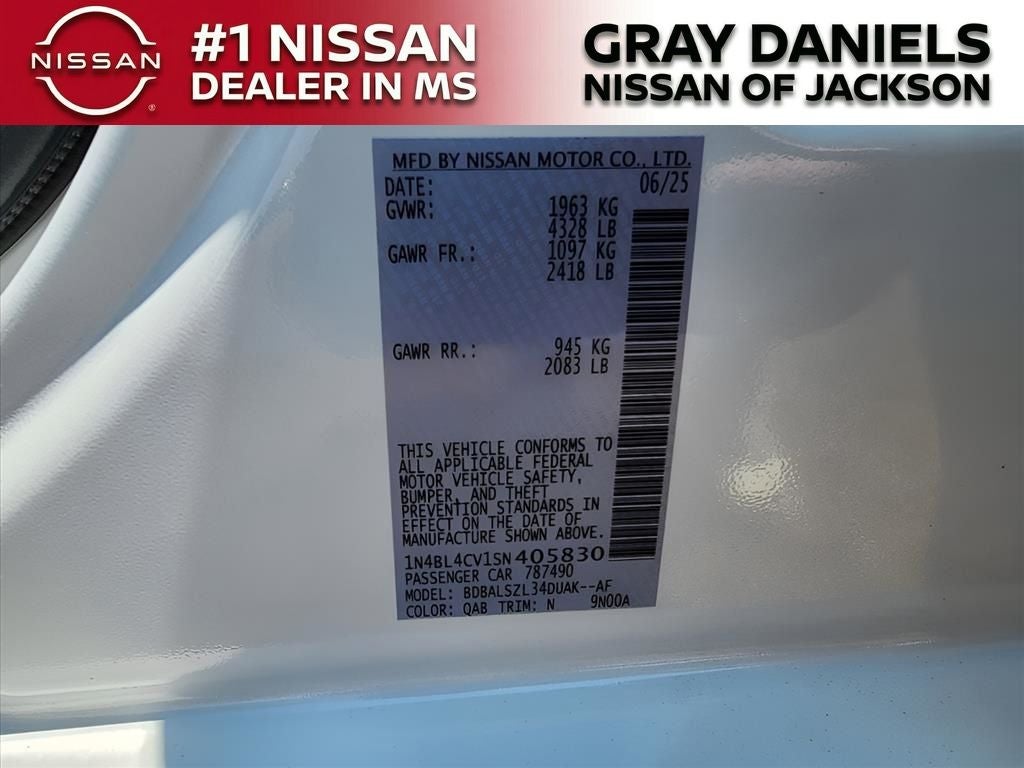 NISSAN
#1 NISSAN
DEALER IN MS
GRAY DANIELS
NISSAN OF JACKSON
MFD BY NISSAN MOTOR CO., LTD.
DATE: 06/25
GVWR: 1963 KG
4328 LB
GAWR FR.: 1097 KG
2418 LB
GAWR RR.: 945 KG
2083 LB
THIS VEHICLE CONFORMS TO
ALL APPLICABLE FEDERAL
MOTOR VEHICLE SAFETY,
BUMPER, AND THEFT
PREVENTION STANDARDS IN
EFFECT ON THE DATE OF
MANUFACTURE SHOWN ABOVE.
1N4BL4CV1SN405830
PASSENGER CAR 787490
MODEL: BDBALSZL34DUAK--AF
COLOR: QAB TRIM: N 9N00A